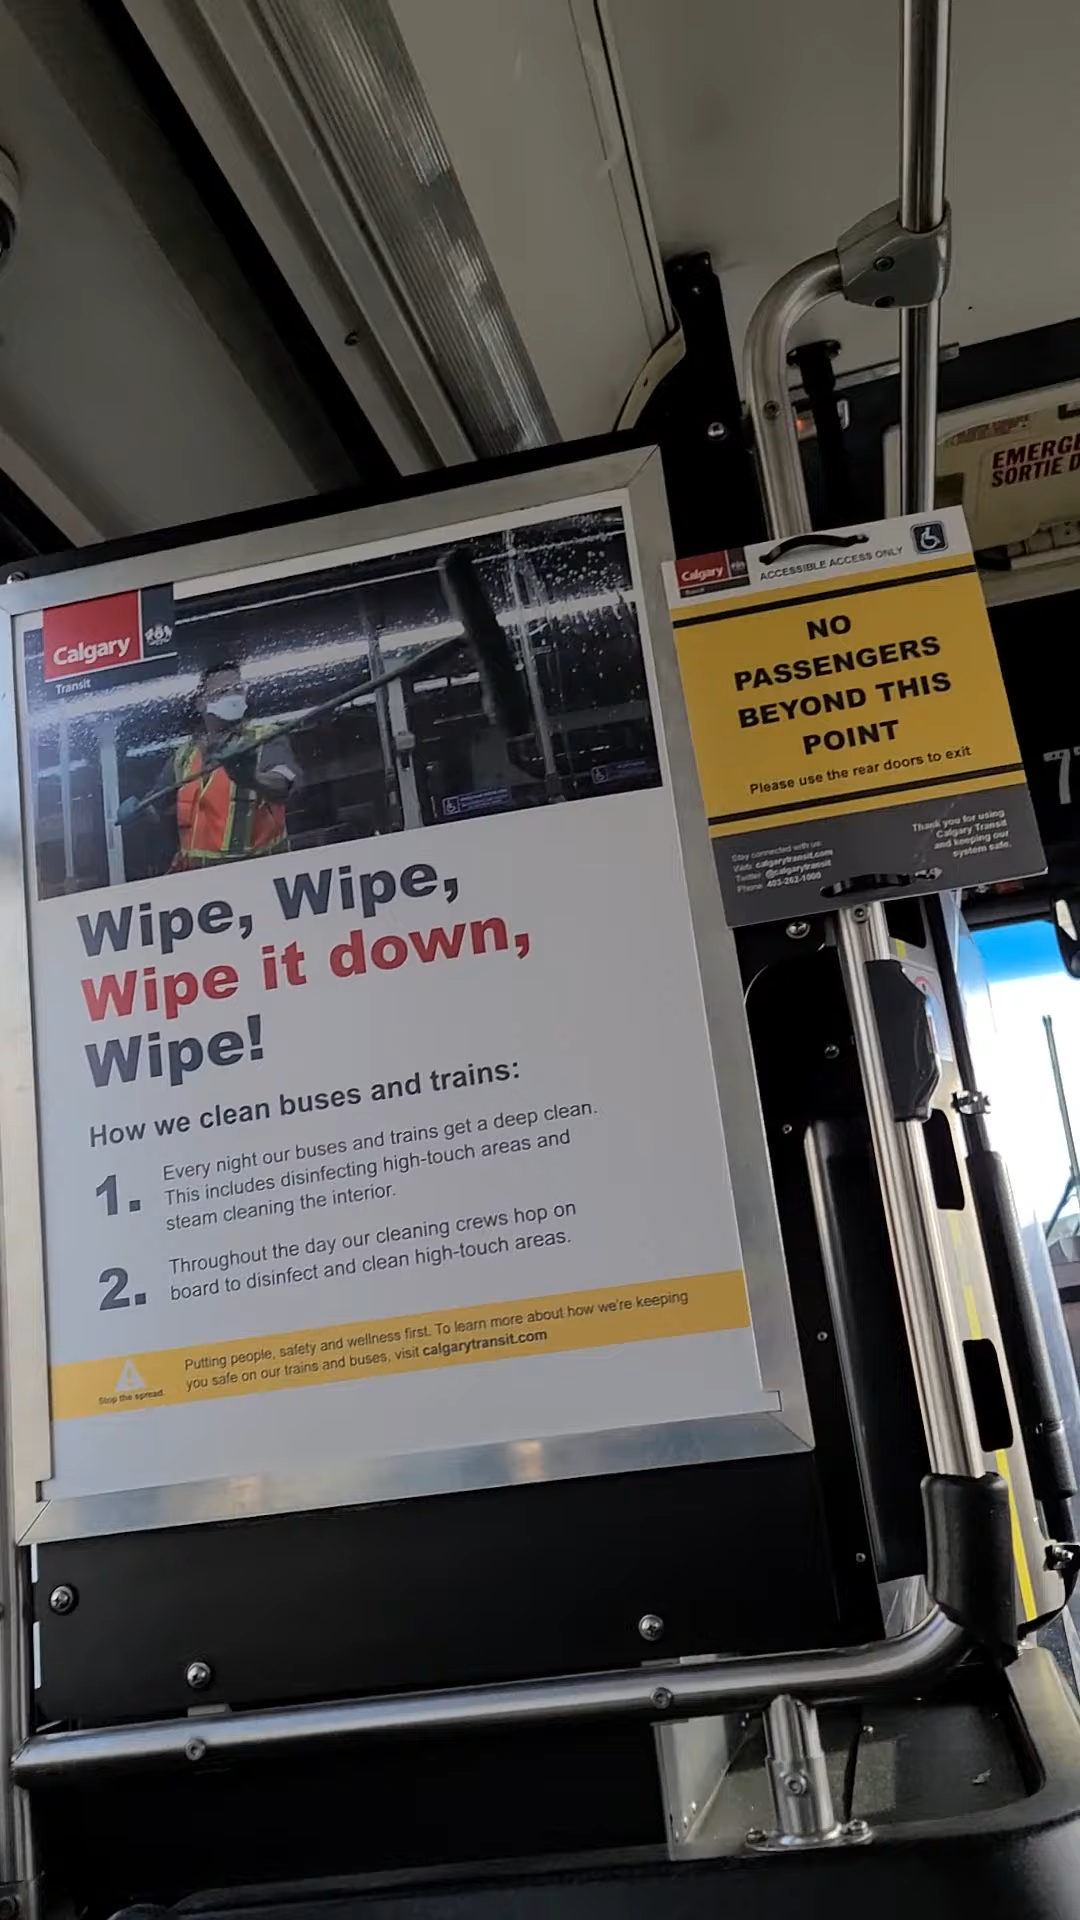 Calgary
Transit
Wipe, Wipe,
Wipe it down,
Wipe!
How we clean buses and trains:
1. Every night our buses and trains get a deep clean.
This includes disinfecting high-touch areas and
steam cleaning the interior.
2. Throughout the day our cleaning crews hop on
board to disinfect and clean high-touch areas.
Stop the spread.
Putting people, safety and wellness first. To learn more about how we're keeping
you safe on our trains and buses, visit calgarytransit.com
Calgary
Transit
ACCESSIBLE ACCESS ONLY
NO
PASSENGERS
BEYOND THIS
POINT
Please use the rear doors to exit
Stay connected with us
Web calgarytransit.com
Twitter @calgarytransit
Phone 403-262-1000
Thank you for using
Calgary Transit
and keeping our
system safe.
EMERGE
SORTIE D
7